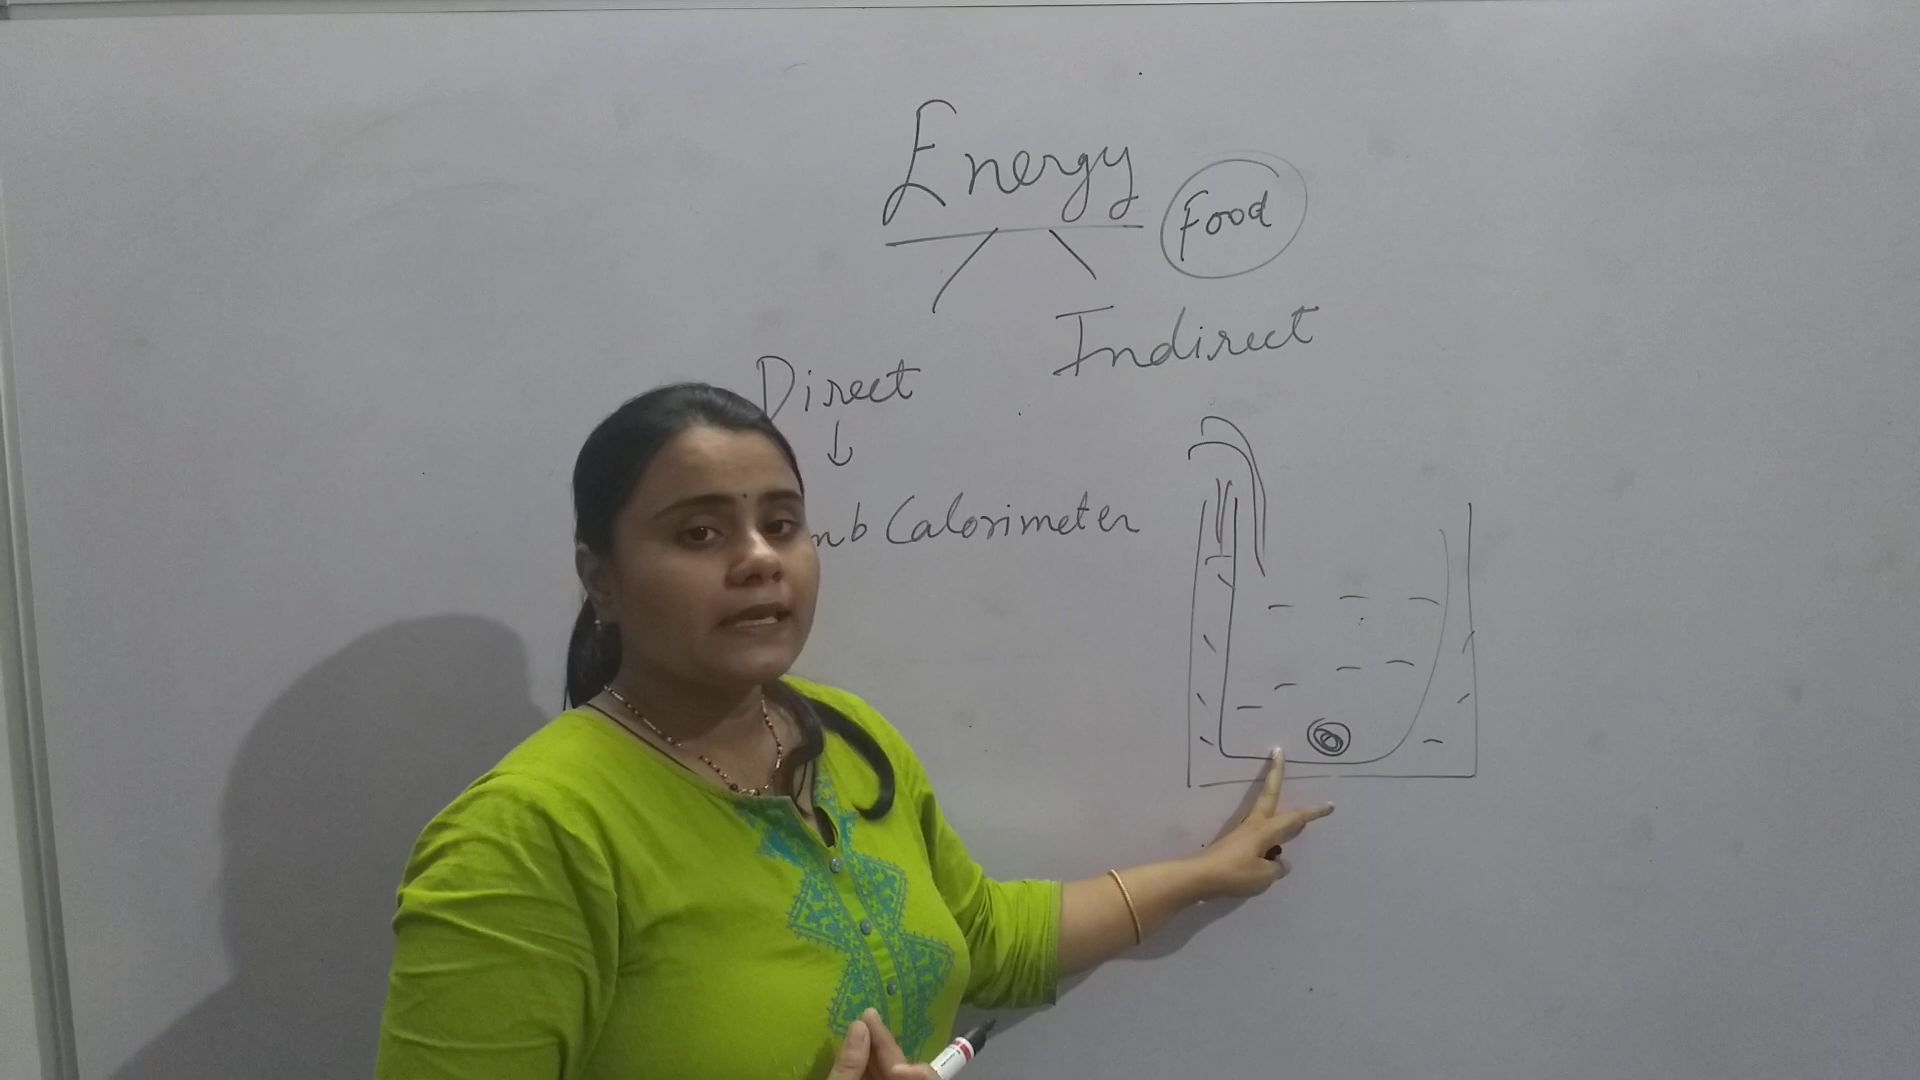 Energy
Food
Direct
Indirect
mb Calorimeter